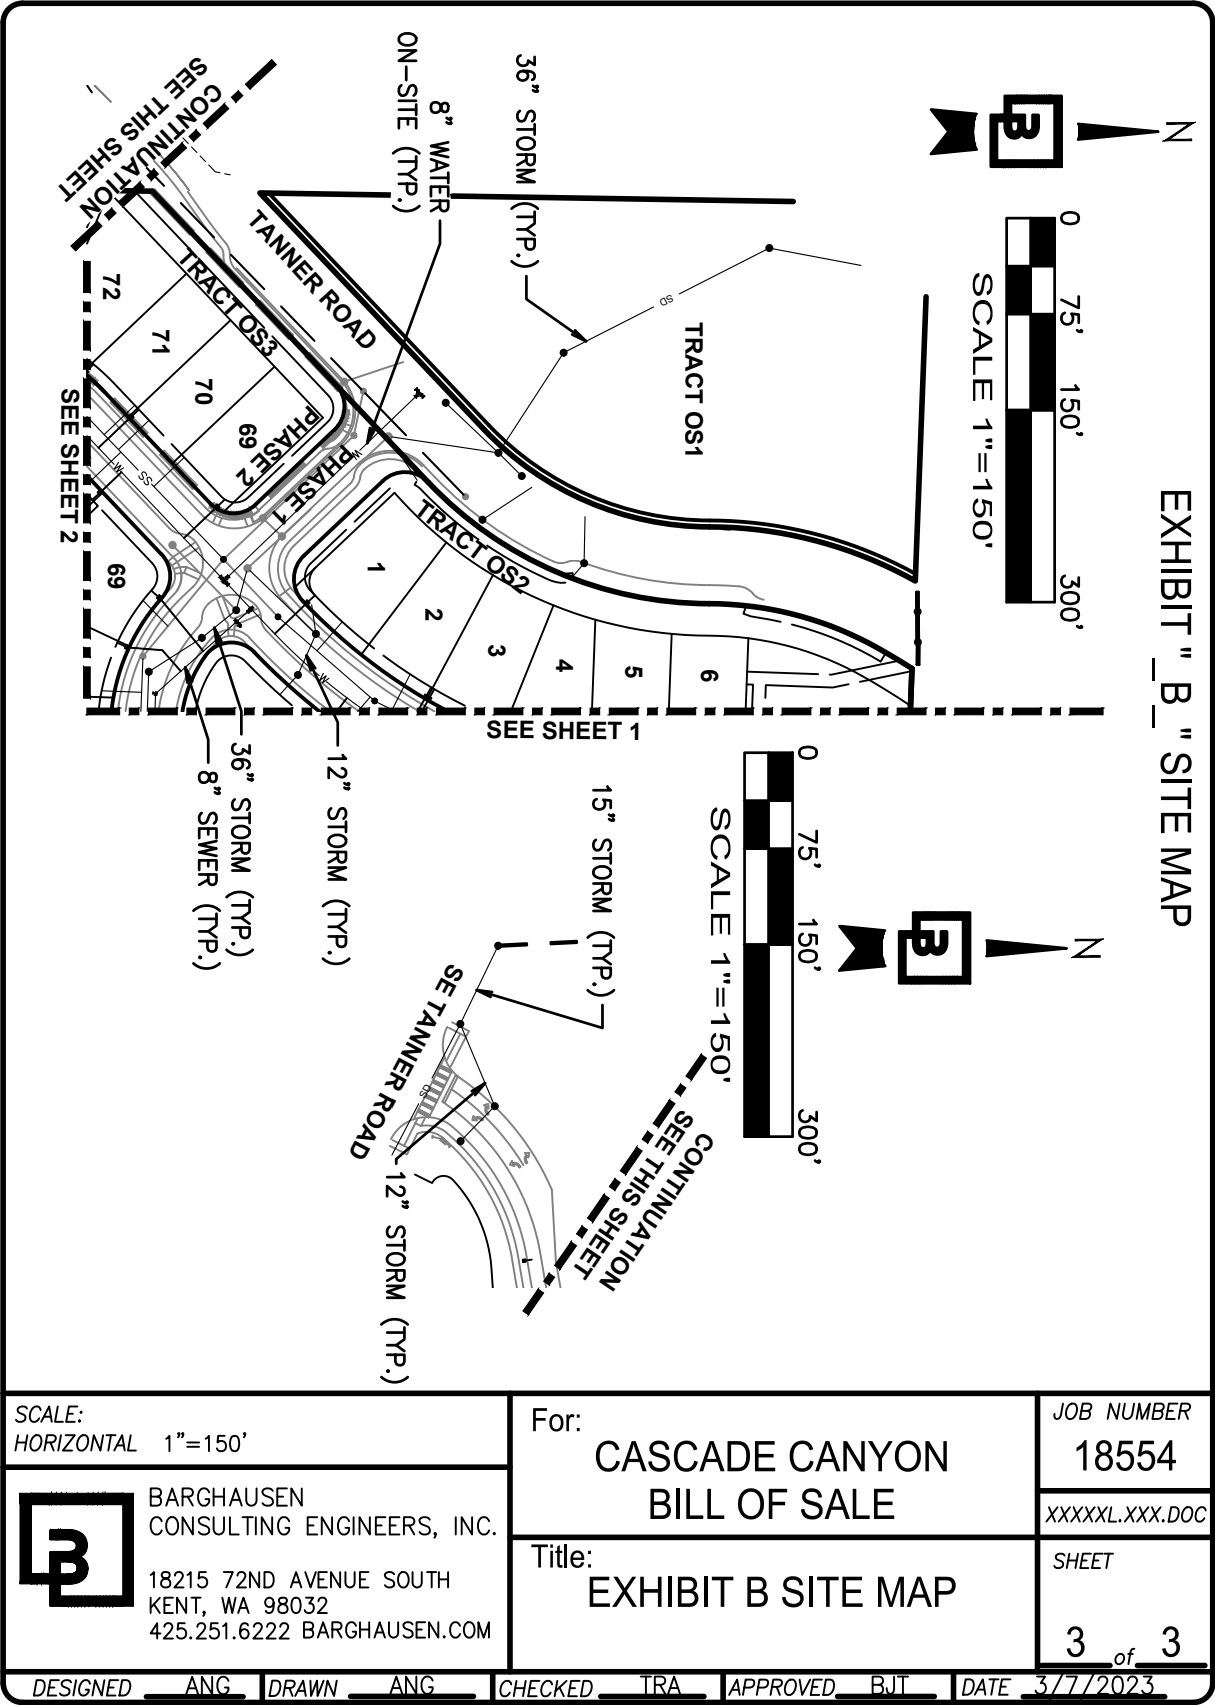 EXHIBIT " B " SITE MAP
N
B
0 75' 150' 300'
SCALE 1"=150'
36" STORM (TYP.)
8" WATER
ON-SITE (TYP.)
CONTINUATION
SEE THIS SHEET
TANNER ROAD
TRACT OS1
SD
TRACT OS3
TRACT OS2
72
71
70
69
PHASE 2
PHASE 1
W
W
SS
69
W
1
2
3
4
5
6
SEE SHEET 2
SEE SHEET 1
12" STORM (TYP.)
36" STORM (TYP.)
8" SEWER (TYP.)
N
B
0 75' 150' 300'
SCALE 1"=150'
15" STORM (TYP.)
SE TANNER ROAD
SD
12" STORM (TYP.)
CONTINUATION
SEE THIS SHEET
SCALE:
HORIZONTAL 1"=150'
B
BARGHAUSEN
CONSULTING ENGINEERS, INC.
18215 72ND AVENUE SOUTH
KENT, WA 98032
425.251.6222 BARGHAUSEN.COM
For:
CASCADE CANYON
BILL OF SALE
Title:
EXHIBIT B SITE MAP
JOB NUMBER
18554
XXXXXL.XXX.DOC
SHEET
3 of 3
DESIGNED ANG DRAWN ANG CHECKED TRA APPROVED BJT DATE 3/7/2023